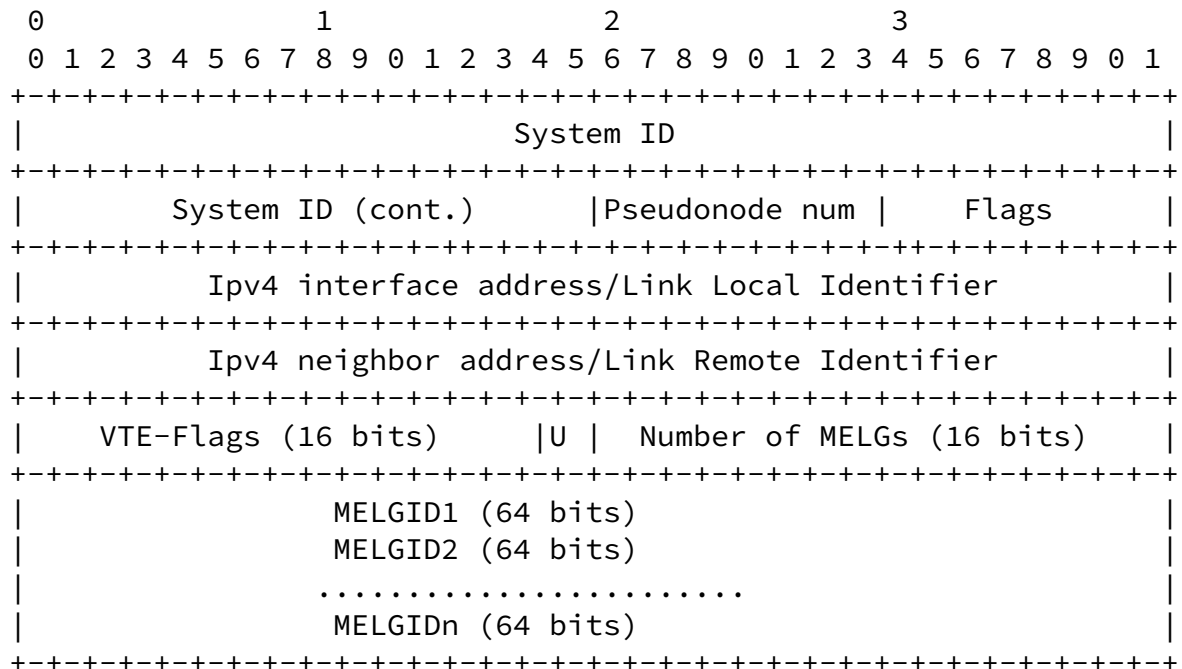 0                   1                   2                   3
 0 1 2 3 4 5 6 7 8 9 0 1 2 3 4 5 6 7 8 9 0 1 2 3 4 5 6 7 8 9 0 1
+-+-+-+-+-+-+-+-+-+-+-+-+-+-+-+-+-+-+-+-+-+-+-+-+-+-+-+-+-+-+-+-+
|                           System ID                           |
+-+-+-+-+-+-+-+-+-+-+-+-+-+-+-+-+-+-+-+-+-+-+-+-+-+-+-+-+-+-+-+-+
|        System ID (cont.)      |Pseudonode num |    Flags      |
+-+-+-+-+-+-+-+-+-+-+-+-++-+-+-+-+-+-+-+-+-+-+-+-++-+-+-+-+-+-+-+
|          Ipv4 interface address/Link Local Identifier         |
+-+-+-+-+-+-+-+-+-+-+-+-+-+-+-+-+-+-+-+-+-+-+-+-+-+-+-+-+-+-+-+-+
|          Ipv4 neighbor address/Link Remote Identifier         |
+-+-+-+-+-+-+-+-+-+-+-+-+-+-+-+-+-+-+-+-+-+-+-+-+-+-+-+-+-+-+-+-+
|    VTE-Flags (16 bits)     |U |  Number of MELGs (16 bits)    |
+-+-+-+-+-+-+-+-+-+-+-+-+-+-+-+-+-+-+-+-+-+-+-+-+-+-+-+-+-+-+-+-+
|                 MELGID1 (64 bits)                             |
|                 MELGID2 (64 bits)                             |
|                ........................                       |
|                 MELGIDn (64 bits)                             |
+-+-+-+-+-+-+-+-+-+-+-+-+-+-+-+-+-+-+-+-+-+-+-+-+-+-+-+-+-+-+-+-+